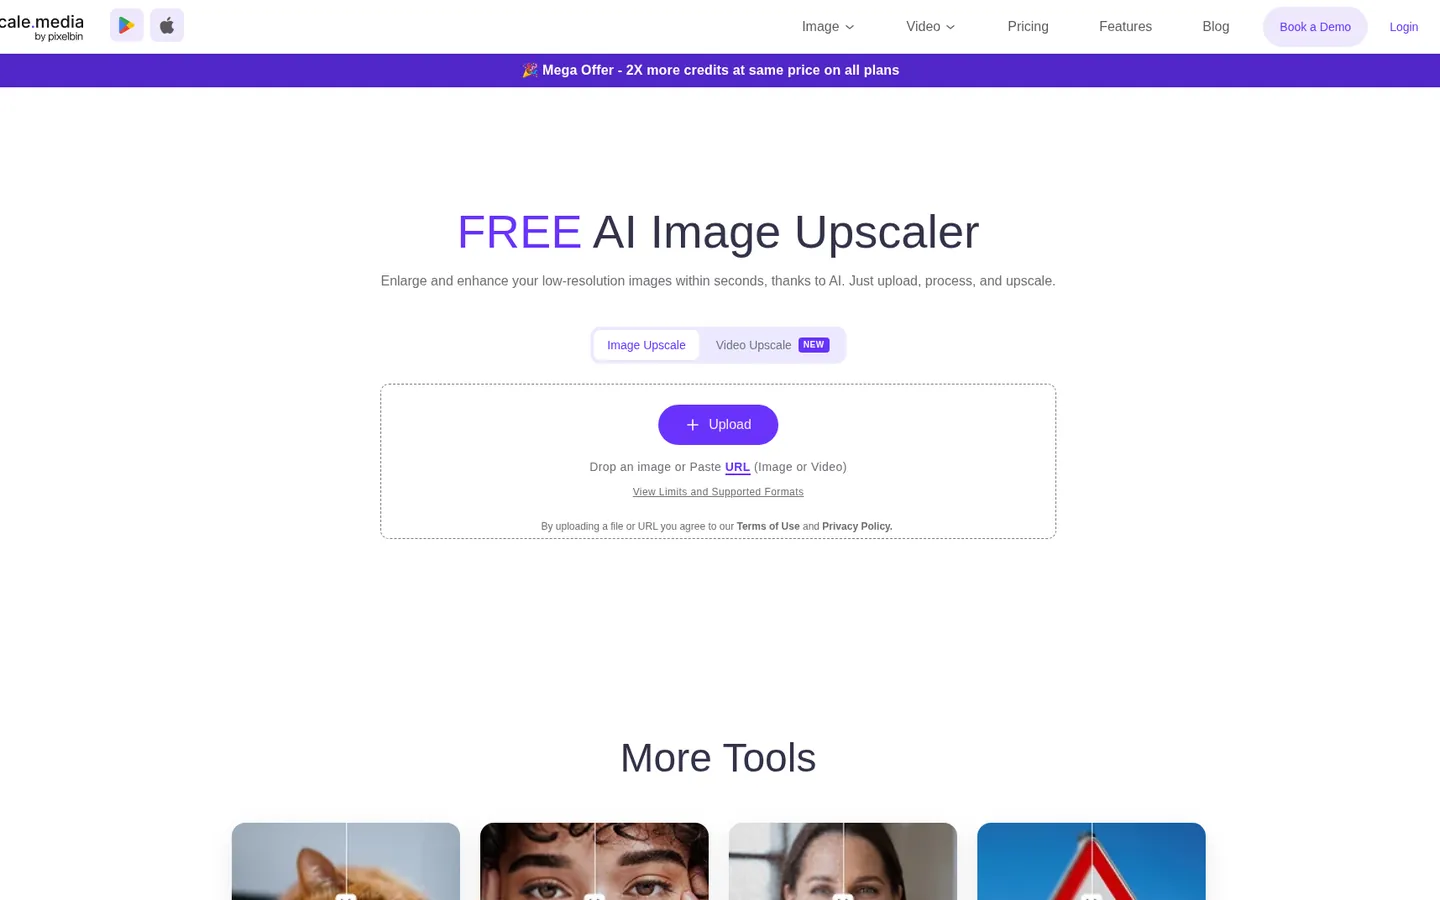 cale.media
by pixelbin
Image
Video
Pricing
Features
Blog
Book a Demo
Login
🎉 Mega Offer - 2X more credits at same price on all plans
FREE AI Image Upscaler
Enlarge and enhance your low-resolution images within seconds, thanks to AI. Just upload, process, and upscale.
Image Upscale
Video Upscale NEW
+ Upload
Drop an image or Paste URL (Image or Video)
View Limits and Supported Formats
By uploading a file or URL you agree to our Terms of Use and Privacy Policy.
More Tools